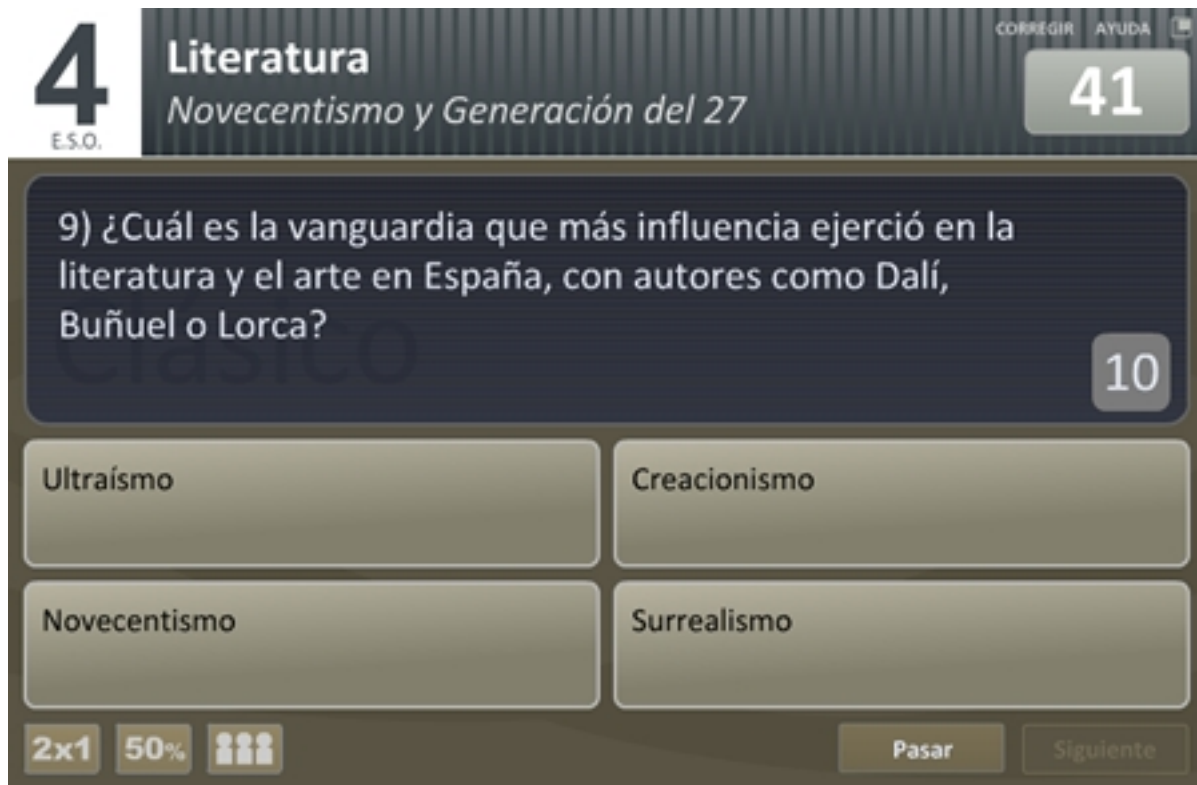 CORREGIR AYUDA
4
E.S.O.
Literatura
Novecentismo y Generación del 27
41
9) ¿Cuál es la vanguardia que más influencia ejerció en la
literatura y el arte en España, con autores como Dalí,
Buñuel o Lorca?
Clásico
10
Ultraísmo
Creacionismo
Novecentismo
Surrealismo
2x1
50%
Pasar
Siguiente